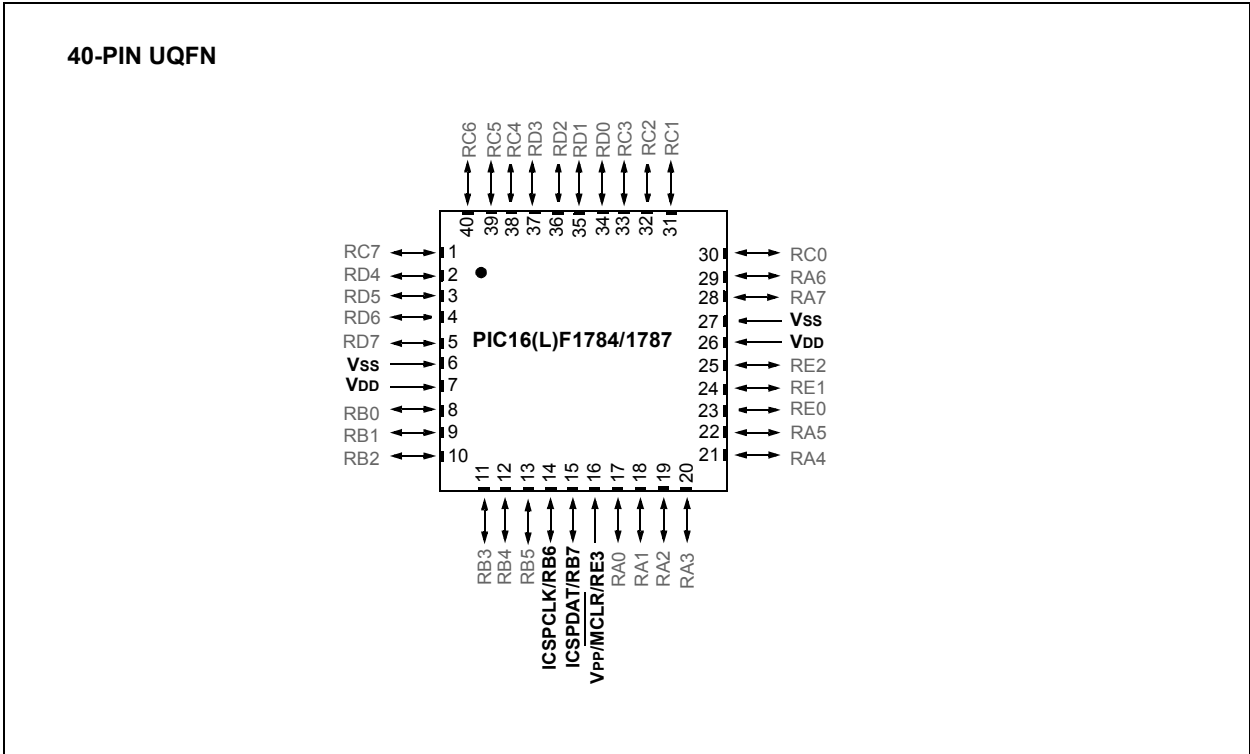 40-PIN UQFN
RC6
RC5
RC4
RD3
RD2
RD1
RD0
RC3
RC2
RC1
40
39
38
37
36
35
34
33
32
31
RC7
1
30
RC0
RD4
2
29
RA6
RD5
3
28
RA7
RD6
4
27
VSS
RD7
5
PIC16(L)F1784/1787
26
VDD
VSS
6
25
RE2
VDD
7
24
RE1
RB0
8
23
RE0
RB1
9
22
RA5
RB2
10
21
RA4
11
12
13
14
15
16
17
18
19
20
RB3
RB4
RB5
ICSPCLK/RB6
ICSPDAT/RB7
VPP/MCLR/RE3
RA0
RA1
RA2
RA3